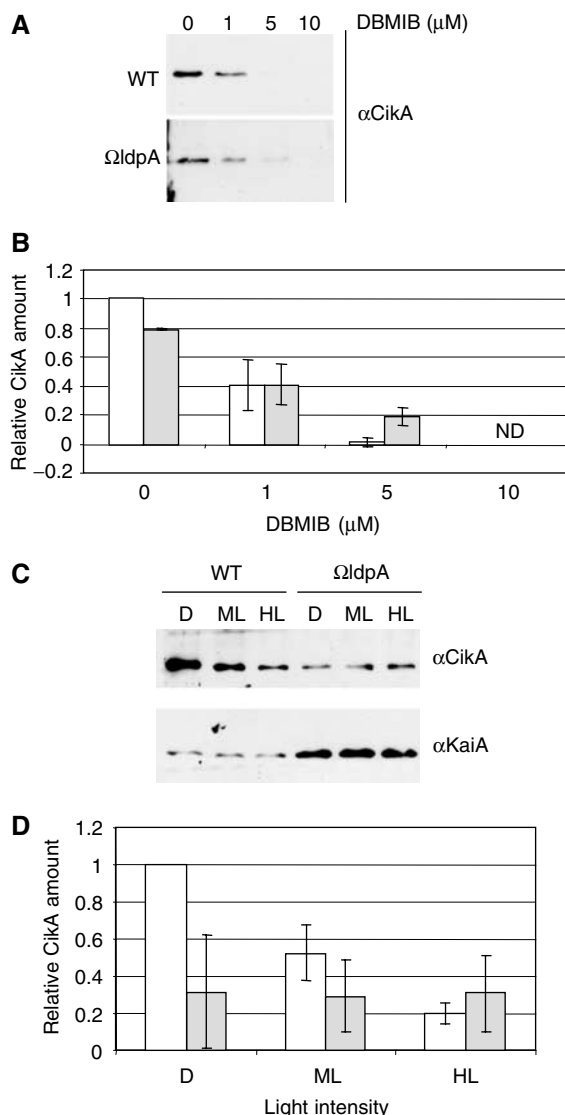 A
0 1 5 10 DBMIB (µM)
WT
ΩldpA
αCikA
B
Relative CikA amount
1.2
1
0.8
0.6
0.4
0.2
0
−0.2
ND
0 1 5 10
DBMIB (µM)
C
WT ΩldpA
D ML HL D ML HL
αCikA
αKaiA
D
Relative CikA amount
1.2
1
0.8
0.6
0.4
0.2
0
D ML HL
Light intensity